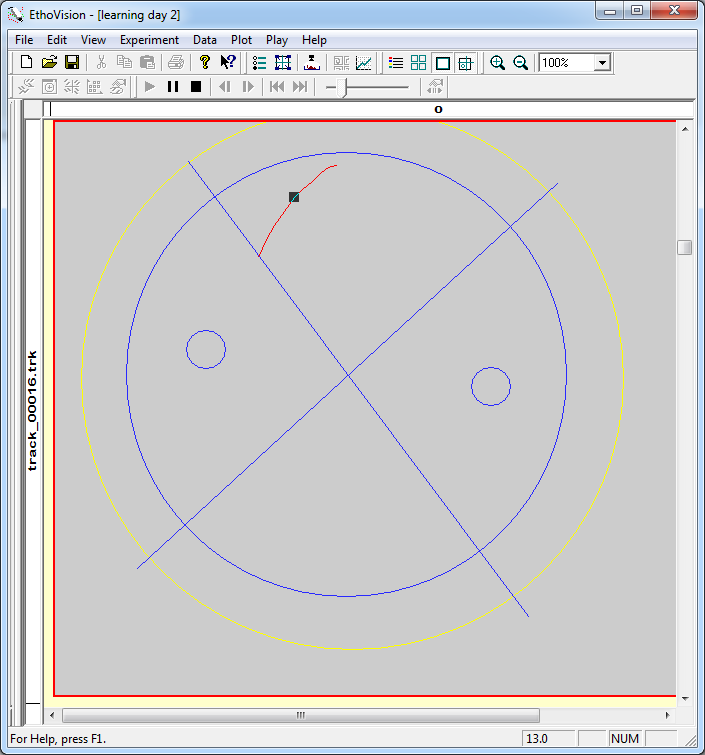 EthoVision - [learning day 2]
File Edit View Experiment Data Plot Play Help
100%
o
track_00016.trk
For Help, press F1.
13.0
NUM